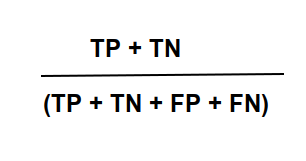 TP + TN
(TP + TN + FP + FN)